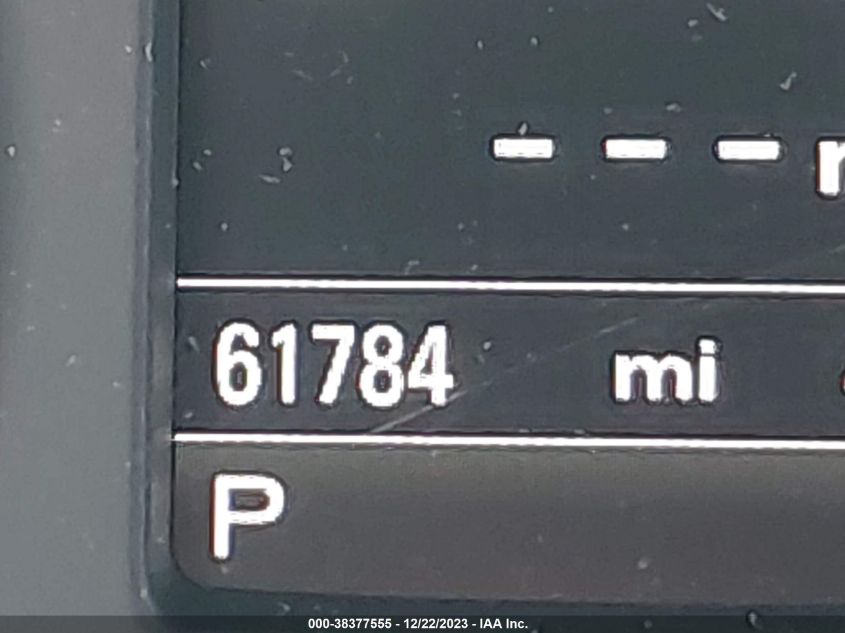 ---
61784 mi
P
000-38377555 - 12/22/2023 - IAA Inc.